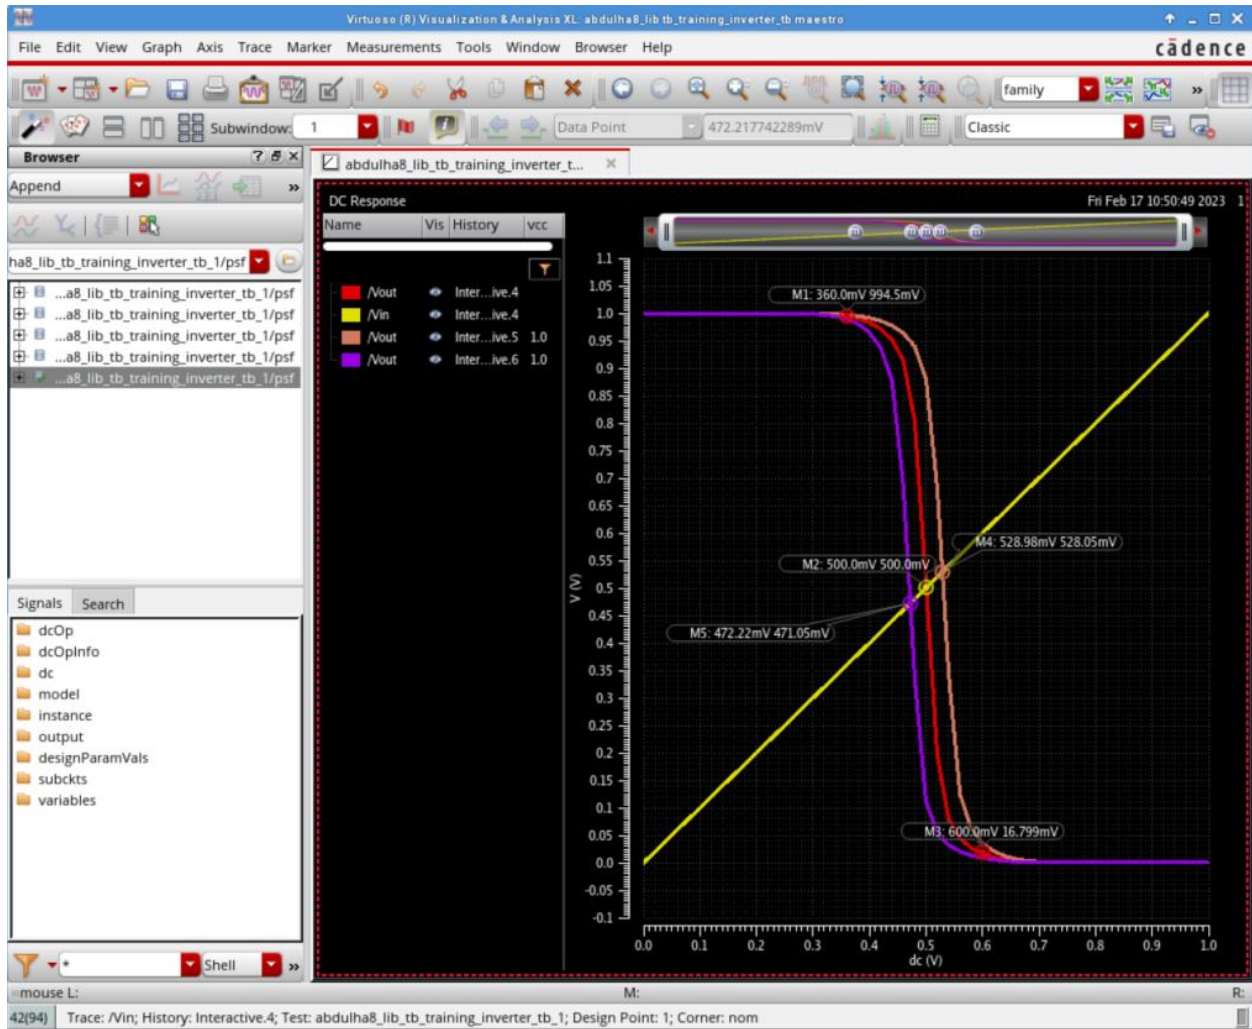 Virtuoso (R) Visualization & Analysis XL: abdulha8_lib tb_training_inverter_tb maestro
File Edit View Graph Axis Trace Marker Measurements Tools Window Browser Help
cādence
family
»
Subwindow: 1
Data Point
472.217742289mV
Classic
Browser
abdulha8_lib_tb_training_inverter_t...
Append
»
ha8_lib_tb_training_inverter_tb_1/psf
...a8_lib_tb_training_inverter_tb_1/psf
...a8_lib_tb_training_inverter_tb_1/psf
...a8_lib_tb_training_inverter_tb_1/psf
...a8_lib_tb_training_inverter_tb_1/psf
...a8_lib_tb_training_inverter_tb_1/psf
Signals Search
dcOp
dcOpInfo
dc
model
instance
output
designParamVals
subckts
variables
* Shell »
DC Response
Fri Feb 17 10:50:49 2023 1
Name Vis History vcc
/Vout Inter...ive.4
/Vin Inter...ive.4
/Vout Inter...ive.5 1.0
/Vout Inter...ive.6 1.0
1.1
1.05
1.0
0.95
0.9
0.85
0.8
0.75
0.7
0.65
0.6
0.55
0.5
0.45
0.4
0.35
0.3
0.25
0.2
0.15
0.1
0.05
0.0
-0.05
-0.1
V (V)
M1: 360.0mV 994.5mV
M4: 528.98mV 528.05mV
M2: 500.0mV 500.0mV
M5: 472.22mV 471.05mV
M3: 600.0mV 16.799mV
0.0 0.1 0.2 0.3 0.4 0.5 0.6 0.7 0.8 0.9 1.0
dc (V)
mouse L: M: R:
42(94) Trace: /Vin; History: Interactive.4; Test: abdulha8_lib_tb_training_inverter_tb_1; Design Point: 1; Corner: nom